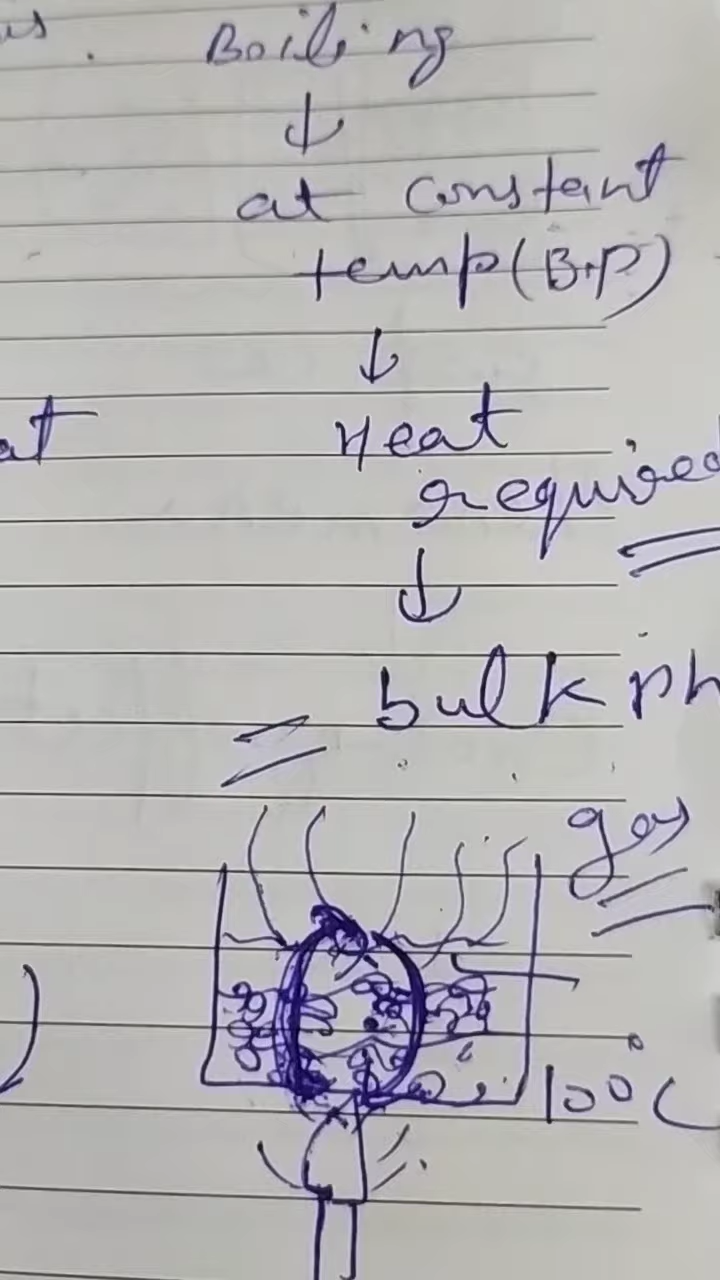 Boiling
at constant
temp (B.P)
Heat
required
bulk ph
gas
100°C